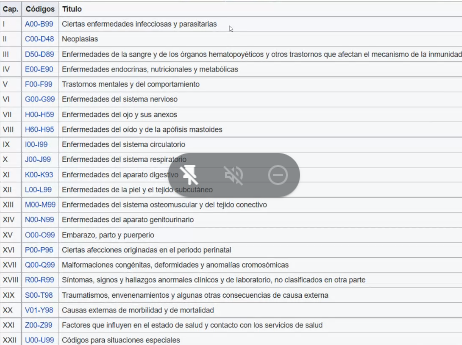 Cap. Códigos Título
I A00-B99 Ciertas enfermedades infecciosas y parasitarias
II C00-D48 Neoplasias
III D50-D89 Enfermedades de la sangre y de los órganos hematopoyéticos y otros trastornos que afectan el mecanismo de la inmunidad
IV E00-E90 Enfermedades endocrinas, nutricionales y metabólicas
V F00-F99 Trastornos mentales y del comportamiento
VI G00-G99 Enfermedades del sistema nervioso
VII H00-H59 Enfermedades del ojo y sus anexos
VIII H60-H95 Enfermedades del oído y de la apófisis mastoides
IX I00-I99 Enfermedades del sistema circulatorio
X J00-J99 Enfermedades del sistema respiratorio
XI K00-K93 Enfermedades del aparato digestivo
XII L00-L99 Enfermedades de la piel y el tejido subcutáneo
XIII M00-M99 Enfermedades del sistema osteomuscular y del tejido conectivo
XIV N00-N99 Enfermedades del aparato genitourinario
XV O00-O99 Embarazo, parto y puerperio
XVI P00-P96 Ciertas afecciones originadas en el periodo perinatal
XVII Q00-Q99 Malformaciones congénitas, deformidades y anomalías cromosómicas
XVIII R00-R99 Síntomas, signos y hallazgos anormales clínicos y de laboratorio, no clasificados en otra parte
XIX S00-T98 Traumatismos, envenenamientos y algunas otras consecuencias de causa externa
XX V01-Y98 Causas externas de morbilidad y de mortalidad
XXI Z00-Z99 Factores que influyen en el estado de salud y contacto con los servicios de salud
XXII U00-U99 Códigos para situaciones especiales